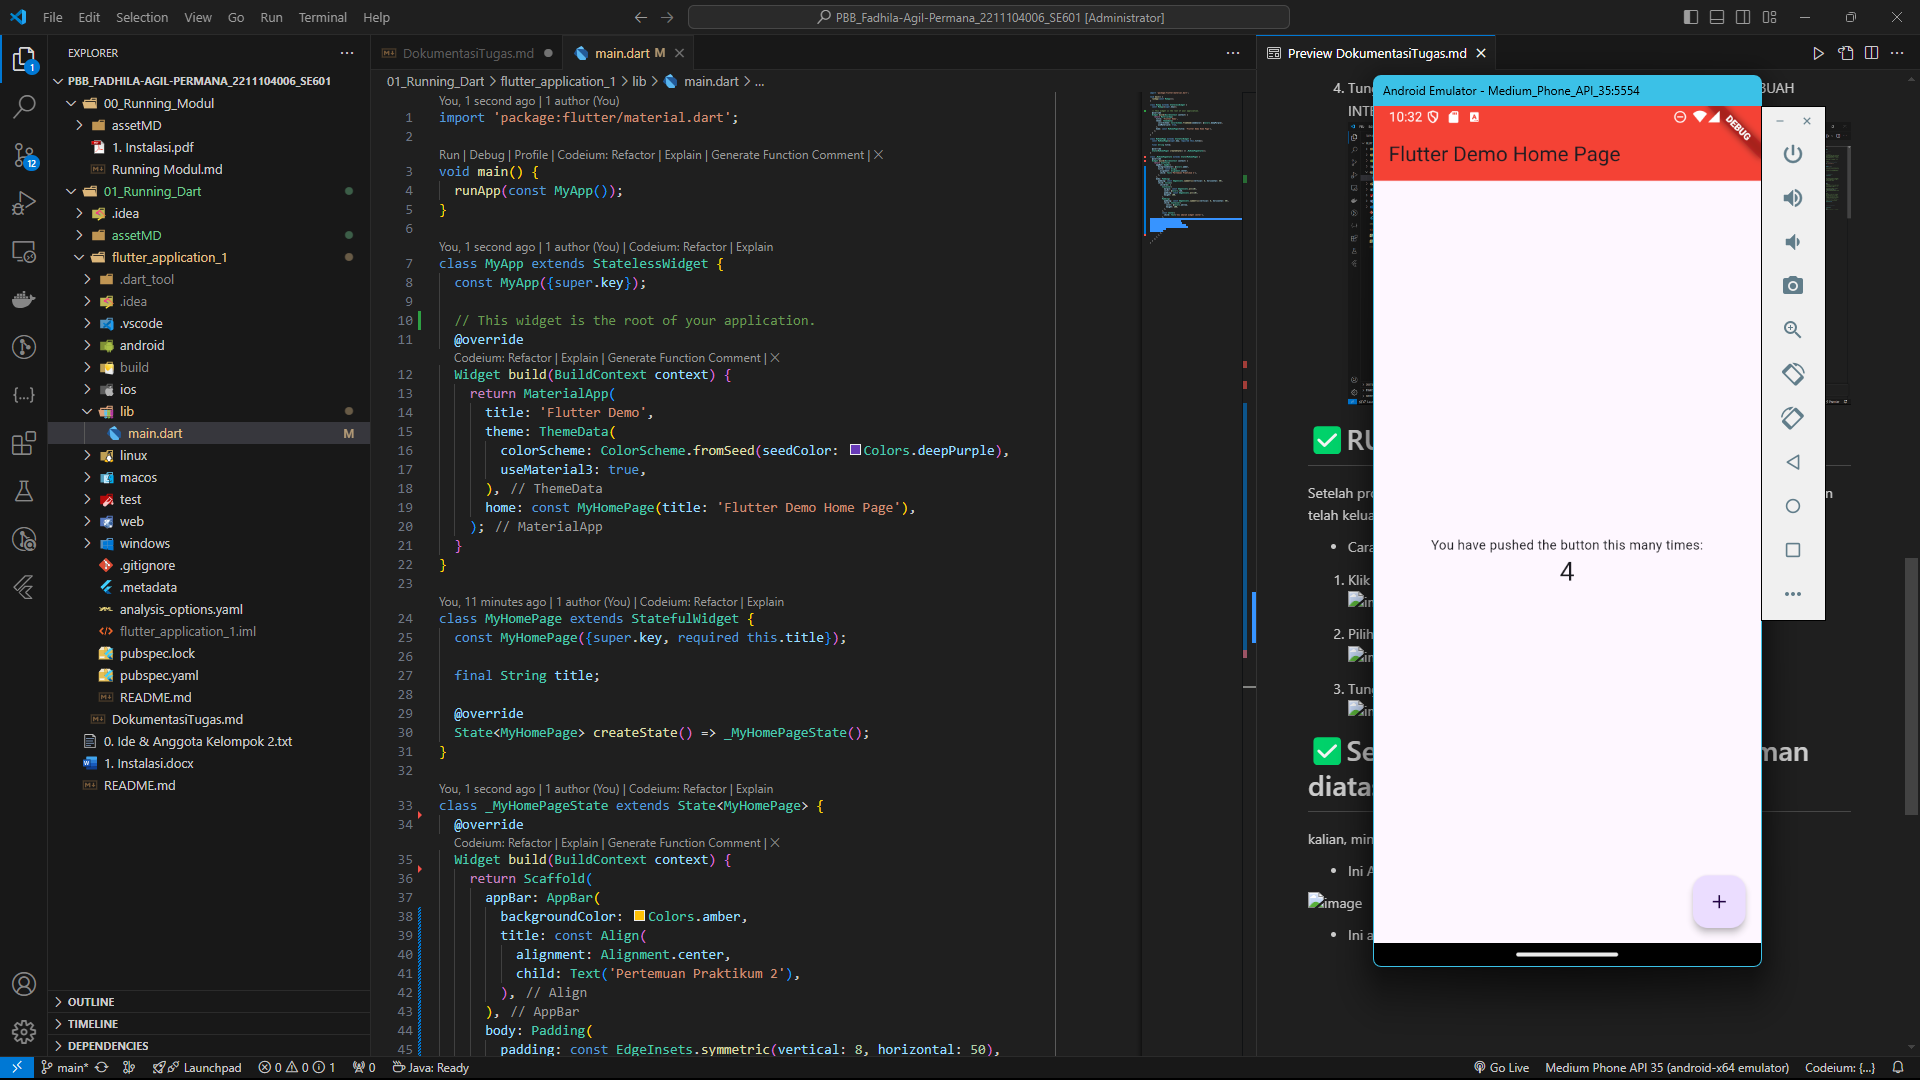 File Edit Selection View Go Run Terminal Help
PBB_Fadhila-Agil-Permana_2211104006_SE601 [Administrator]
EXPLORER
PBB_FADHILA-AGIL-PERMANA_2211104006_SE601
00_Running_Modul
assetMD
1. Instalasi.pdf
Running Modul.md
01_Running_Dart
.idea
assetMD
flutter_application_1
.dart_tool
.idea
.vscode
android
build
ios
lib
main.dart M
linux
macos
test
web
windows
.gitignore
.metadata
analysis_options.yaml
flutter_application_1.iml
pubspec.lock
pubspec.yaml
README.md
DokumentasiTugas.md
0. Ide & Anggota Kelompok 2.txt
1. Instalasi.docx
README.md
OUTLINE
TIMELINE
DEPENDENCIES
1
12
DokumentasiTugas.md
main.dart M
01_Running_Dart > flutter_application_1 > lib > main.dart > ...
You, 1 second ago | 1 author (You)
1 import 'package:flutter/material.dart';
2
Run | Debug | Profile | Codeium: Refactor | Explain | Generate Function Comment | X
3 void main() {
4 runApp(const MyApp());
5 }
6
You, 1 second ago | 1 author (You) | Codeium: Refactor | Explain
7 class MyApp extends StatelessWidget {
8 const MyApp({super.key});
9
10 // This widget is the root of your application.
11 @override
Codeium: Refactor | Explain | Generate Function Comment | X
12 Widget build(BuildContext context) {
13 return MaterialApp(
14 title: 'Flutter Demo',
15 theme: ThemeData(
16 colorScheme: ColorScheme.fromSeed(seedColor: Colors.deepPurple),
17 useMaterial3: true,
18 ), // ThemeData
19 home: const MyHomePage(title: 'Flutter Demo Home Page'),
20 ); // MaterialApp
21 }
22 }
23
You, 11 minutes ago | 1 author (You) | Codeium: Refactor | Explain
24 class MyHomePage extends StatefulWidget {
25 const MyHomePage({super.key, required this.title});
26
27 final String title;
28
29 @override
30 State<MyHomePage> createState() => _MyHomePageState();
31 }
32
You, 1 second ago | 1 author (You) | Codeium: Refactor | Explain
33 class _MyHomePageState extends State<MyHomePage> {
34 @override
Codeium: Refactor | Explain | Generate Function Comment | X
35 Widget build(BuildContext context) {
36 return Scaffold(
37 appBar: AppBar(
38 backgroundColor: Colors.amber,
39 title: const Align(
40 alignment: Alignment.center,
41 child: Text('Pertemuan Praktikum 2'),
42 ), // Align
43 ), // AppBar
44 body: Padding(
45 padding: const EdgeInsets.symmetric(vertical: 8, horizontal: 50),
Preview DokumentasiTugas.md
Android Emulator - Medium_Phone_API_35:5554
10:32
DEBUG
Flutter Demo Home Page
You have pushed the button this many times:
4
+
Setelah
telah
1. Klik
2.
3.
diata
kalian,
• Ini
image
• Ini
main* 0 0 1 0
Launchpad
Java: Ready
Go Live
Medium Phone API 35 (android-x64 emulator)
Codeium: {...}